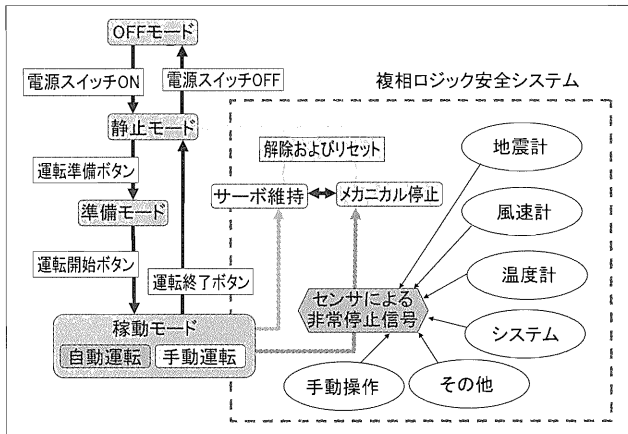 OFFモード
電源スイッチON
電源スイッチOFF
静止モード
運転準備ボタン
準備モード
運転開始ボタン
運転終了ボタン
稼動モード
自動運転
手動運転
複相ロジック安全システム
解除およびリセット
サーボ維持
メカニカル停止
センサによる
非常停止信号
地震計
風速計
温度計
システム
その他
手動操作